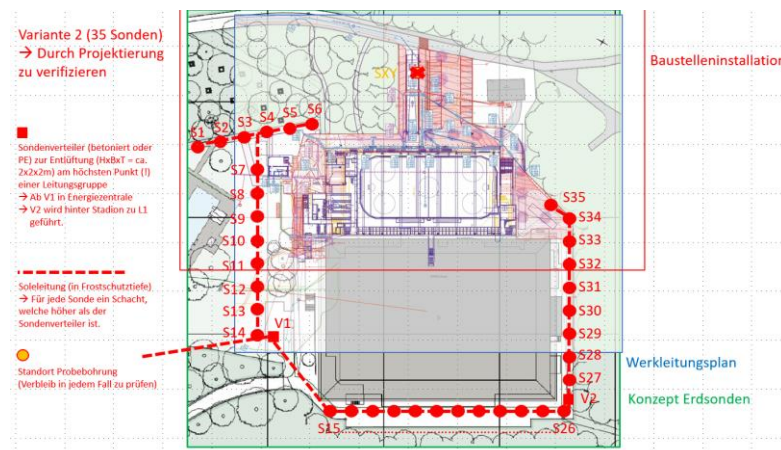 Variante 2 (35 Sonden)
→ Durch Projektierung
zu verifizieren
Sondenverteiler (betoniert oder
PE) zur Entlüftung (HxBxT = ca.
2x2x2m) am höchsten Punkt (!)
einer Leitungsgruppe
→ Ab V1 in Energiezentrale
→ V2 wird hinter Stadion zu L1
geführt.
Soleleitung (in Frostschutztiefe)
→ Für jede Sonde ein Schacht,
welche höher als der
Sondenverteiler ist.
Standort Probebohrung
(Verbleib in jedem Fall zu prüfen)
Baustelleninstallation
SXY
S1
S2
S3
S4
S5
S6
S7
S8
S9
S10
S11
S12
S13
S14
V1
S15
S26
V2
S27
S28
S29
S30
S31
S32
S33
S34
S35
Werkleitungsplan
Konzept Erdsonden